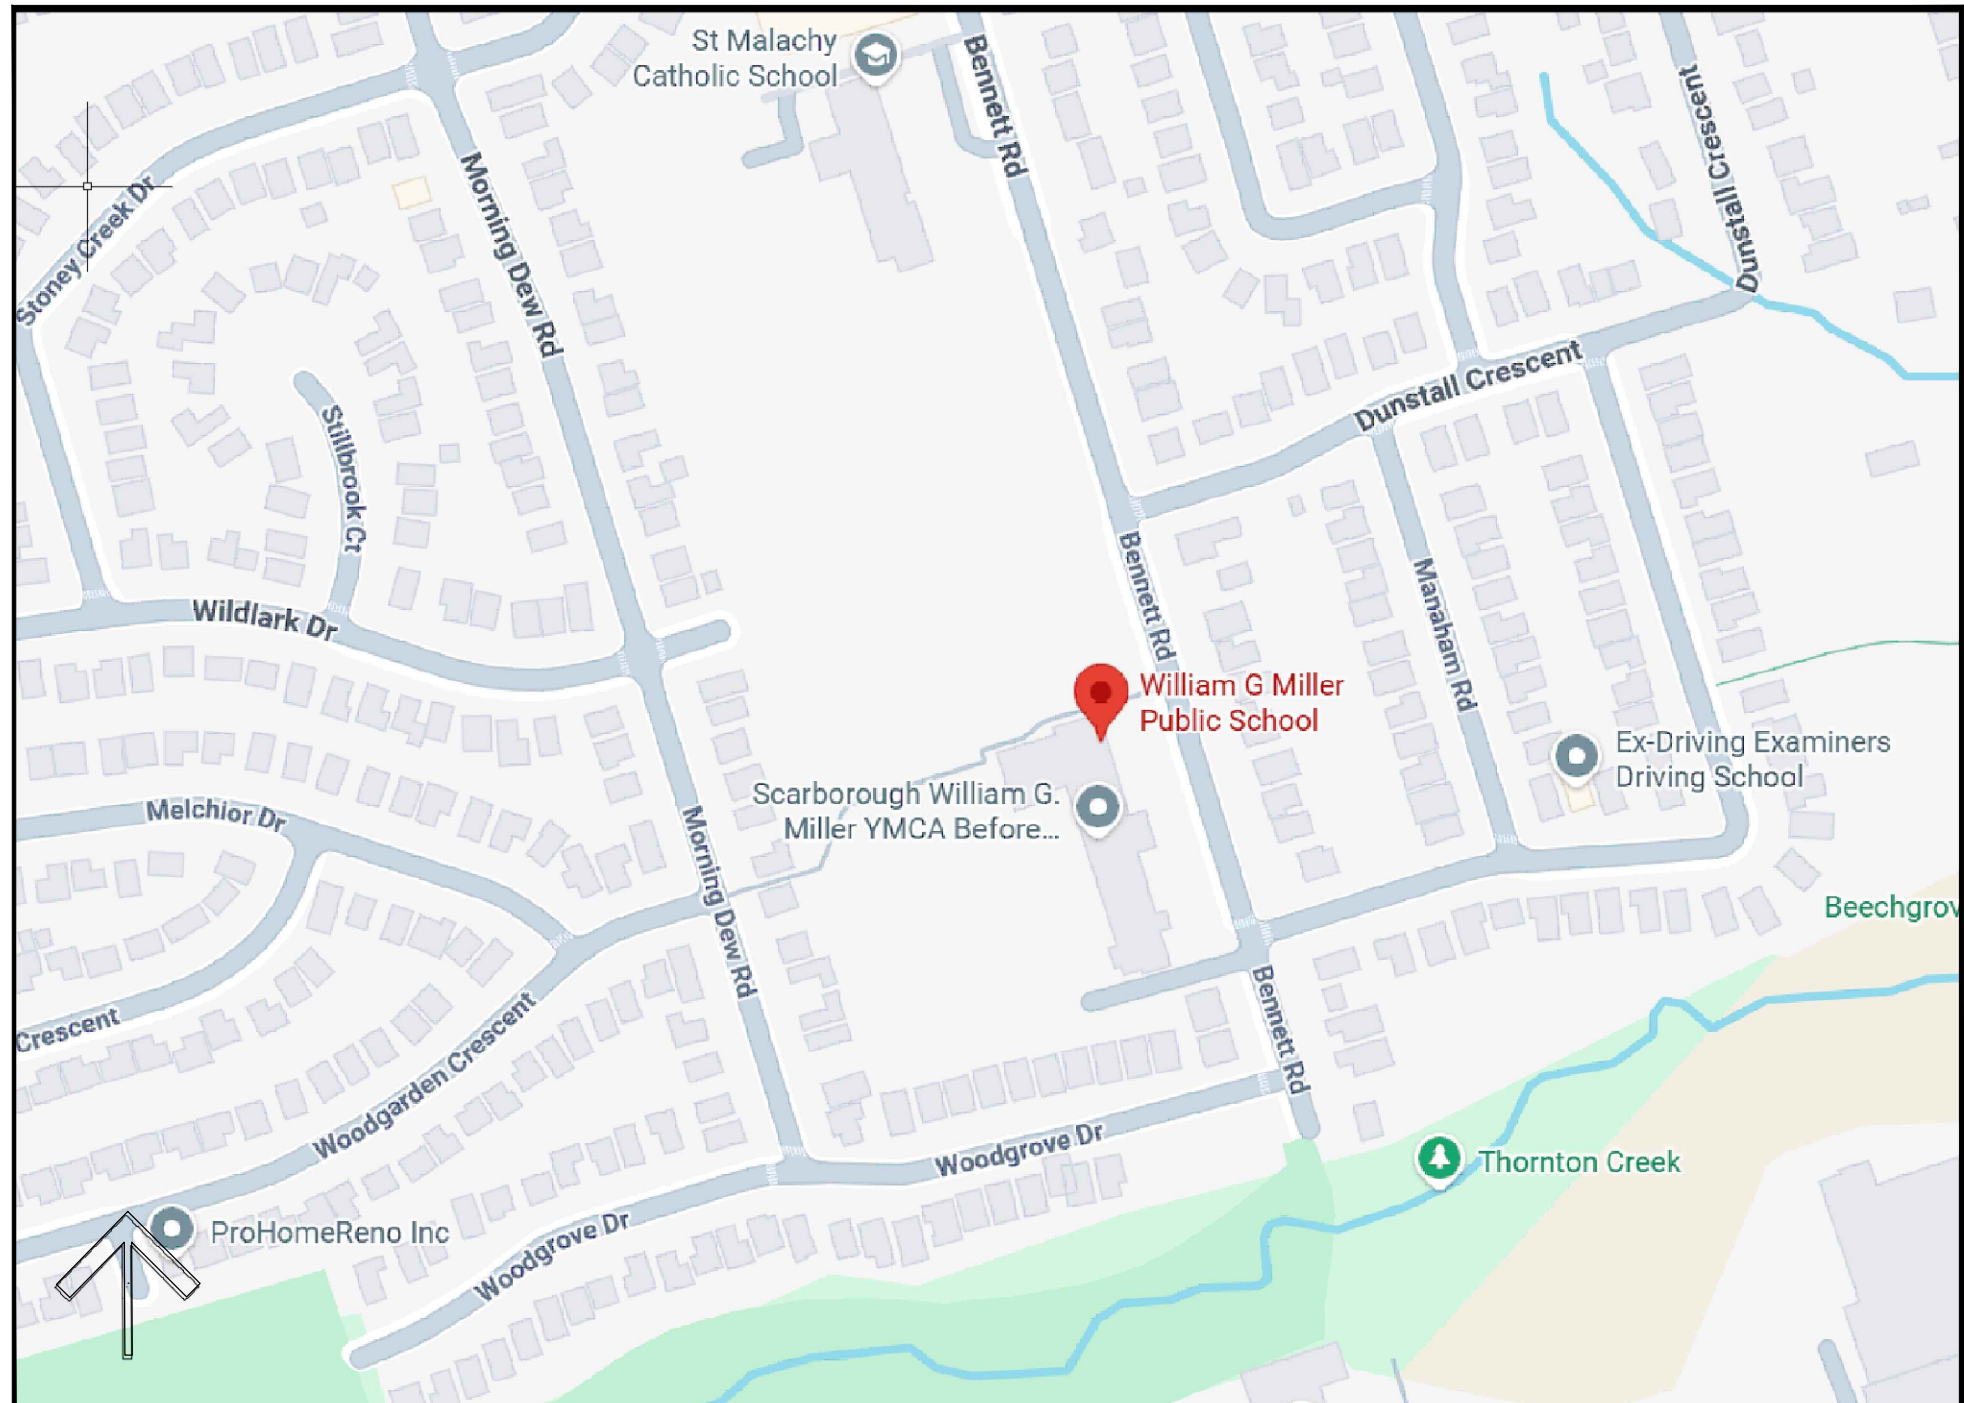 St Malachy
Catholic School
Bennett Rd
Dunstall Crescent
Stoney Creek Dr
Morning Dew Rd
Dunstall Crescent
Stillbrook Ct
Bennett Rd
Manaham Rd
Wildlark Dr
William G Miller
Public School
Ex-Driving Examiners
Driving School
Scarborough William G.
Miller YMCA Before...
Melchior Dr
Morning Dew Rd
Beechgrov
Crescent
Woodgarden Crescent
Bennett Rd
Woodgrove Dr
Thornton Creek
ProHomeReno Inc
Woodgrove Dr